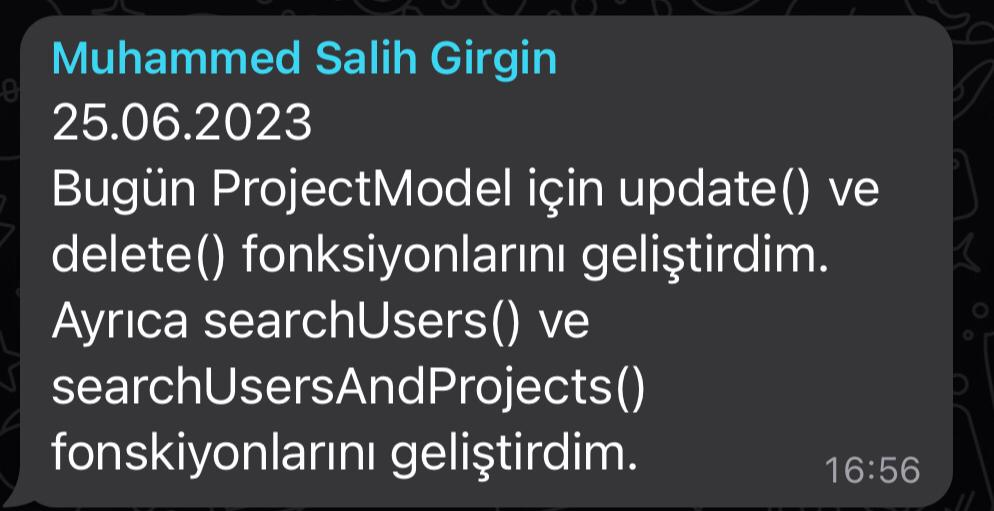 Muhammed Salih Girgin
25.06.2023
Bugün ProjectModel için update() ve
delete() fonksiyonlarını geliştirdim.
Ayrıca searchUsers() ve
searchUsersAndProjects()
fonskiyonlarını geliştirdim.
16:56